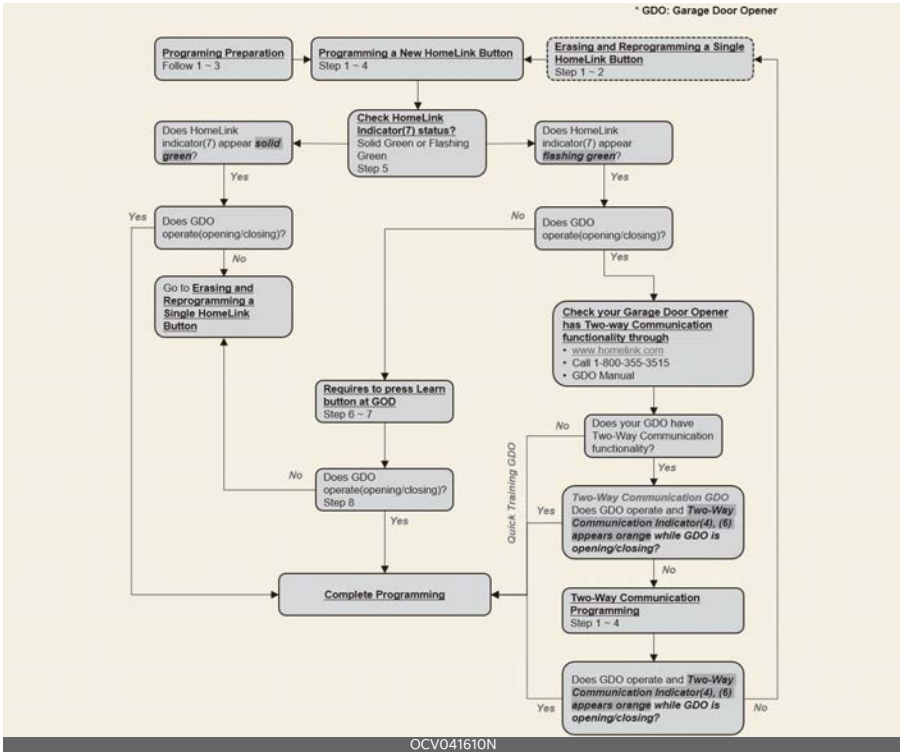 * GDO: Garage Door Opener
Programing Preparation
Follow 1 ~ 3
Programming a New HomeLink Button
Step 1 ~ 4
Erasing and Reprogramming a Single
HomeLink Button
Step 1 ~ 2
Check HomeLink
Indicator(7) status?
Solid Green or Flashing
Green
Step 5
Does HomeLink
indicator(7) appear solid
green?
Does HomeLink
indicator(7) appear
flashing green?
Yes
Yes
Yes
Does GDO
operate(opening/closing)?
No
Does GDO
operate(opening/closing)?
No
Yes
Go to Erasing and
Reprogramming a
Single HomeLink
Button
Check your Garage Door Opener
has Two-way Communication
functionality through
• www.homelink.com
• Call 1-800-355-3515
• GDO Manual
Requires to press Learn
button at GOD
Step 6 ~ 7
No
Does your GDO have
Two-Way Communication
functionality?
Quick Training GDO
Yes
No
Does GDO
operate(opening/closing)?
Step 8
Yes
Yes
Two-Way Communication GDO
Does GDO operate and Two-Way
Communication Indicator(4), (6)
appears orange while GDO is
opening/closing?
No
Complete Programming
Two-Way Communication
Programming
Step 1 ~ 4
Yes
Does GDO operate and Two-Way
Communication Indicator(4), (6)
appears orange while GDO is
opening/closing?
No
OCV041610N